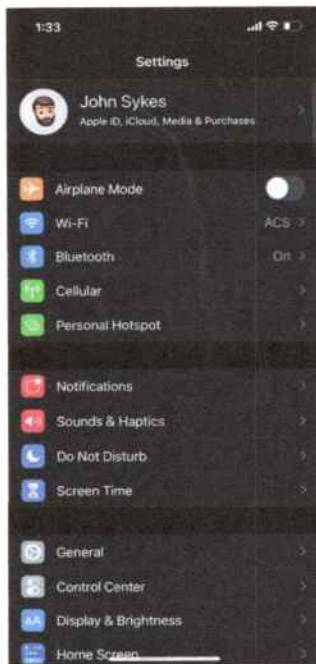 1:33
Settings
John Sykes
Apple ID, iCloud, Media & Purchases
Airplane Mode
Wi-Fi ACS
Bluetooth On
Cellular
Personal Hotspot
Notifications
Sounds & Haptics
Do Not Disturb
Screen Time
General
Control Center
AA Display & Brightness
Home Screen